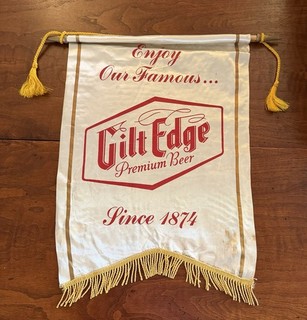 Enjoy
Our Famous...
Gilt Edge
Premium Beer
Since 1874